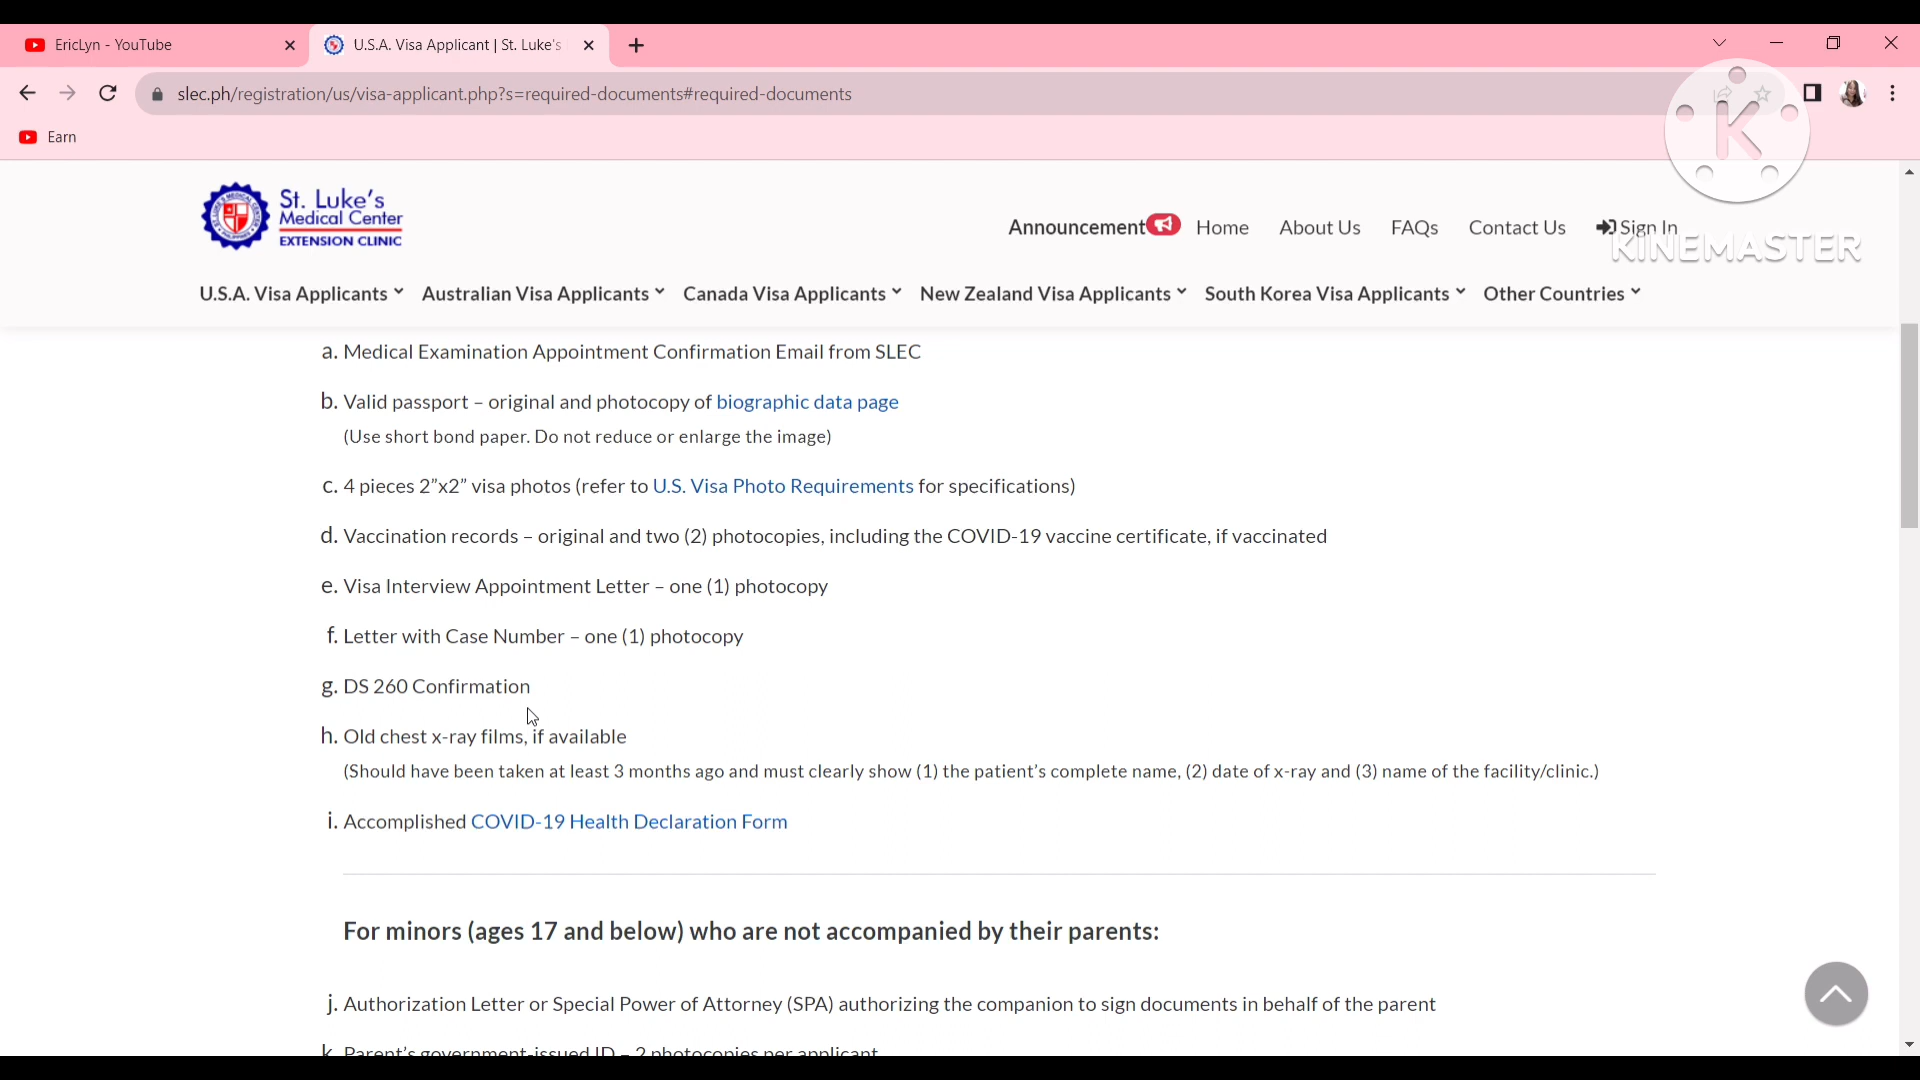 EricLyn - YouTube
U.S.A. Visa Applicant | St. Luke's
slec.ph/registration/us/visa-applicant.php?s=required-documents#required-documents
Earn
K
KINEMASTER
St. Luke's
Medical Center
EXTENSION CLINIC
Announcement Home About Us FAQs Contact Us Sign In
U.S.A. Visa Applicants Australian Visa Applicants Canada Visa Applicants New Zealand Visa Applicants South Korea Visa Applicants Other Countries
a. Medical Examination Appointment Confirmation Email from SLEC
b. Valid passport – original and photocopy of biographic data page
(Use short bond paper. Do not reduce or enlarge the image)
c. 4 pieces 2”x2” visa photos (refer to U.S. Visa Photo Requirements for specifications)
d. Vaccination records – original and two (2) photocopies, including the COVID-19 vaccine certificate, if vaccinated
e. Visa Interview Appointment Letter – one (1) photocopy
f. Letter with Case Number – one (1) photocopy
g. DS 260 Confirmation
h. Old chest x-ray films, if available
(Should have been taken at least 3 months ago and must clearly show (1) the patient’s complete name, (2) date of x-ray and (3) name of the facility/clinic.)
i. Accomplished COVID-19 Health Declaration Form
For minors (ages 17 and below) who are not accompanied by their parents:
j. Authorization Letter or Special Power of Attorney (SPA) authorizing the companion to sign documents in behalf of the parent
k. Parent's government-issued ID – 2 photocopies per applicant